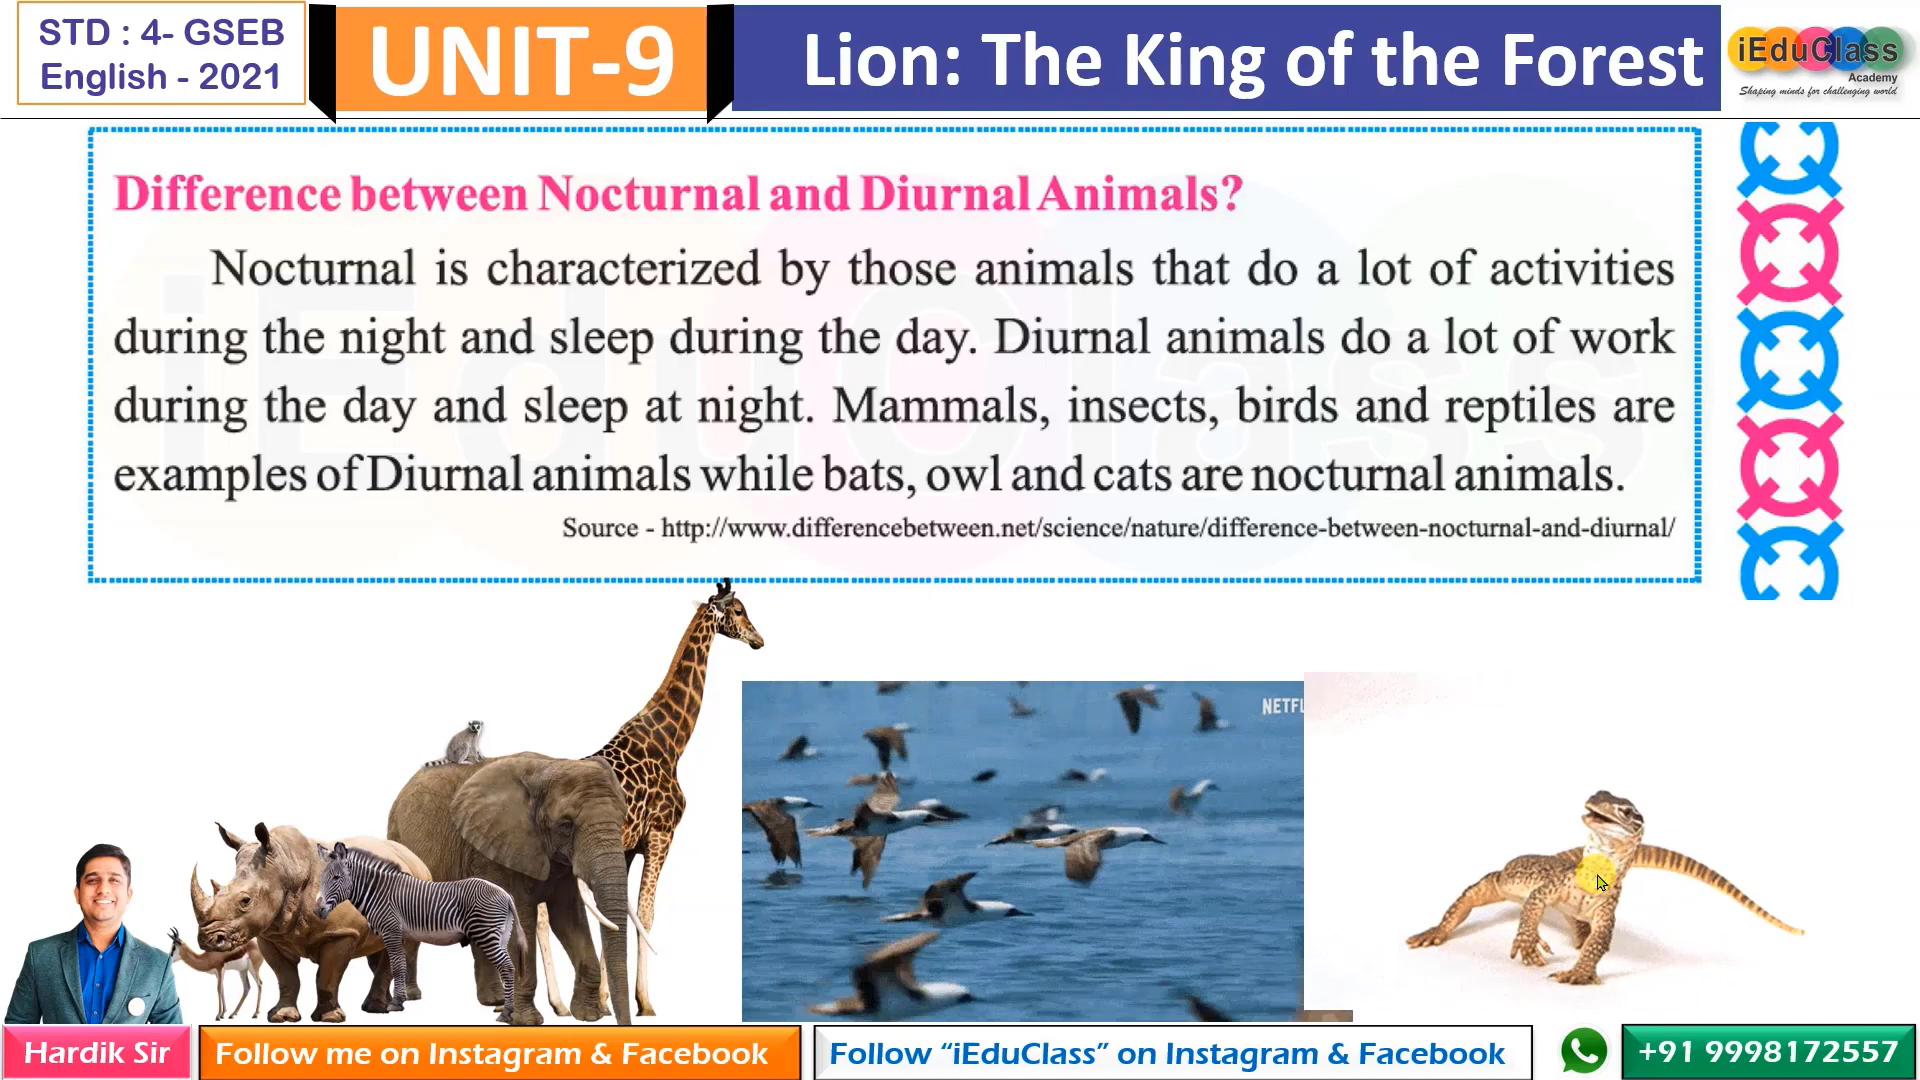 STD : 4- GSEB
English - 2021
UNIT-9
Lion: The King of the Forest
iEduClass
Academy
Shaping minds for challenging world
Difference between Nocturnal and Diurnal Animals?
Nocturnal is characterized by those animals that do a lot of activities
during the night and sleep during the day. Diurnal animals do a lot of work
during the day and sleep at night. Mammals, insects, birds and reptiles are
examples of Diurnal animals while bats, owl and cats are nocturnal animals.
Source - http://www.differencebetween.net/science/nature/difference-between-nocturnal-and-diurnal/
iEduClass
NETFL
Hardik Sir
Follow me on Instagram & Facebook
Follow “iEduClass” on Instagram & Facebook
+91 9998172557